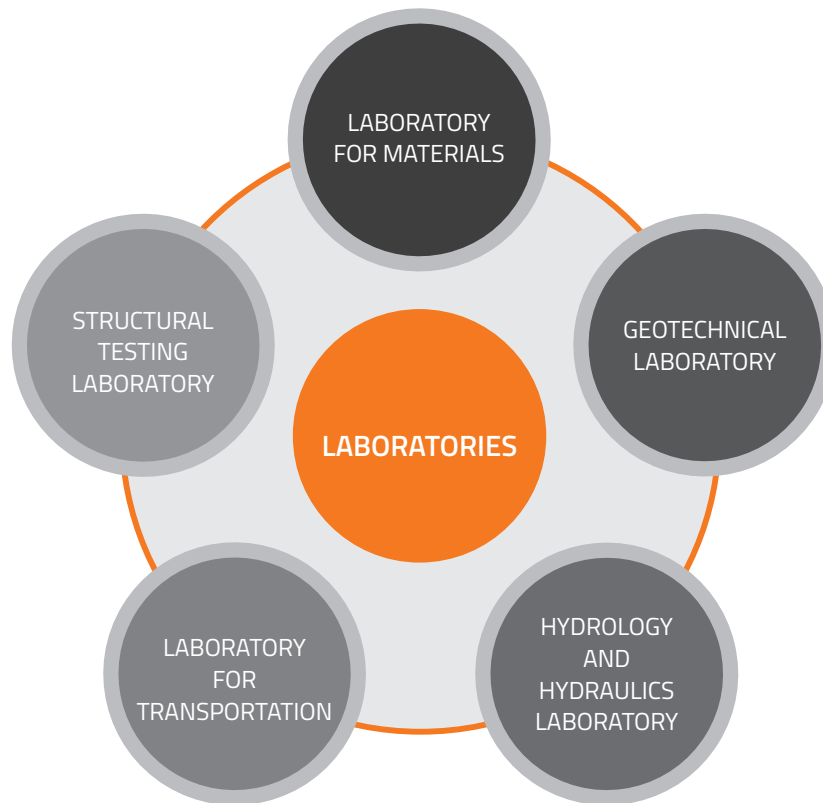 LABORATORY
FOR MATERIALS
STRUCTURAL
TESTING
LABORATORY
GEOTECHNICAL
LABORATORY
LABORATORIES
LABORATORY
FOR
TRANSPORTATION
HYDROLOGY
AND
HYDRAULICS
LABORATORY